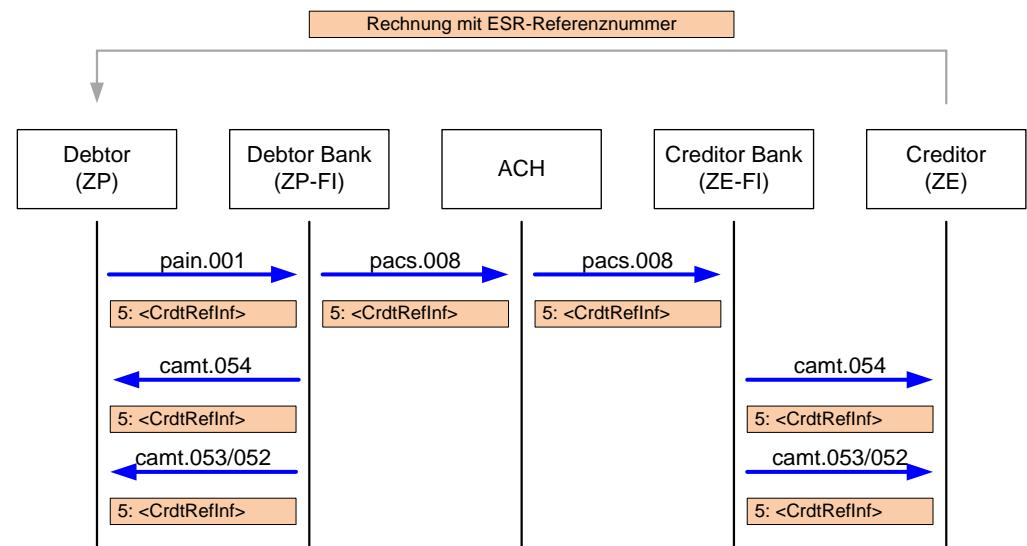 Rechnung mit ESR-Referenznummer
Debtor
(ZP)
Debtor Bank
(ZP-FI)
ACH
Creditor Bank
(ZE-FI)
Creditor
(ZE)
pain.001
pacs.008
pacs.008
5: <CrdtRefInf>
5: <CrdtRefInf>
5: <CrdtRefInf>
camt.054
camt.054
5: <CrdtRefInf>
5: <CrdtRefInf>
camt.053/052
camt.053/052
5: <CrdtRefInf>
5: <CrdtRefInf>